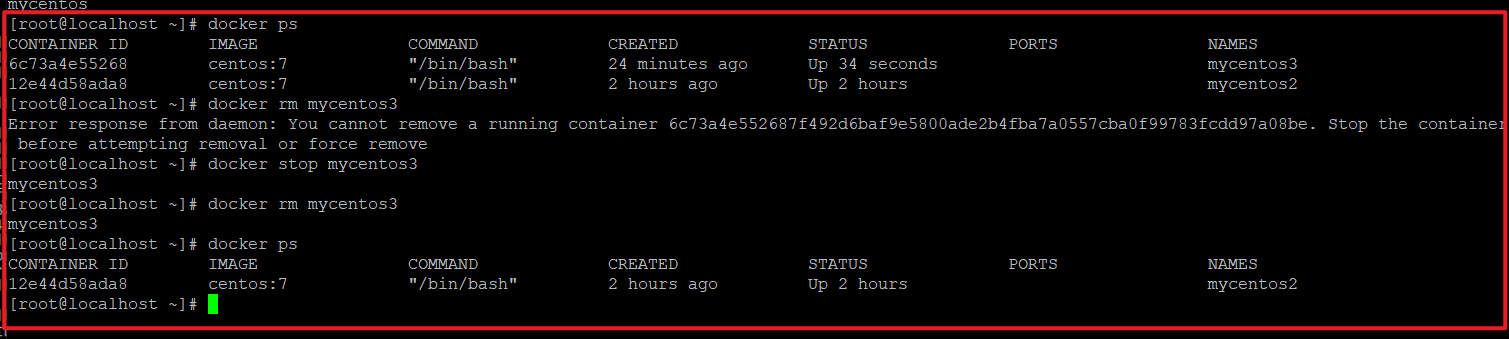 mycentos
[root@localhost ~]# docker ps
CONTAINER ID        IMAGE               COMMAND             CREATED             STATUS              PORTS               NAMES
6c73a4e55268        centos:7            "/bin/bash"         24 minutes ago      Up 34 seconds                           mycentos3
12e44d58ada8        centos:7            "/bin/bash"         2 hours ago         Up 2 hours                              mycentos2
[root@localhost ~]# docker rm mycentos3
Error response from daemon: You cannot remove a running container 6c73a4e552687f492d6baf9e5800ade2b4fba7a0557cba0f99783fcdd97a08be. Stop the container
 before attempting removal or force remove
[root@localhost ~]# docker stop mycentos3
mycentos3
[root@localhost ~]# docker rm mycentos3
mycentos3
[root@localhost ~]# docker ps
CONTAINER ID        IMAGE               COMMAND             CREATED             STATUS              PORTS               NAMES
12e44d58ada8        centos:7            "/bin/bash"         2 hours ago         Up 2 hours                              mycentos2
[root@localhost ~]#